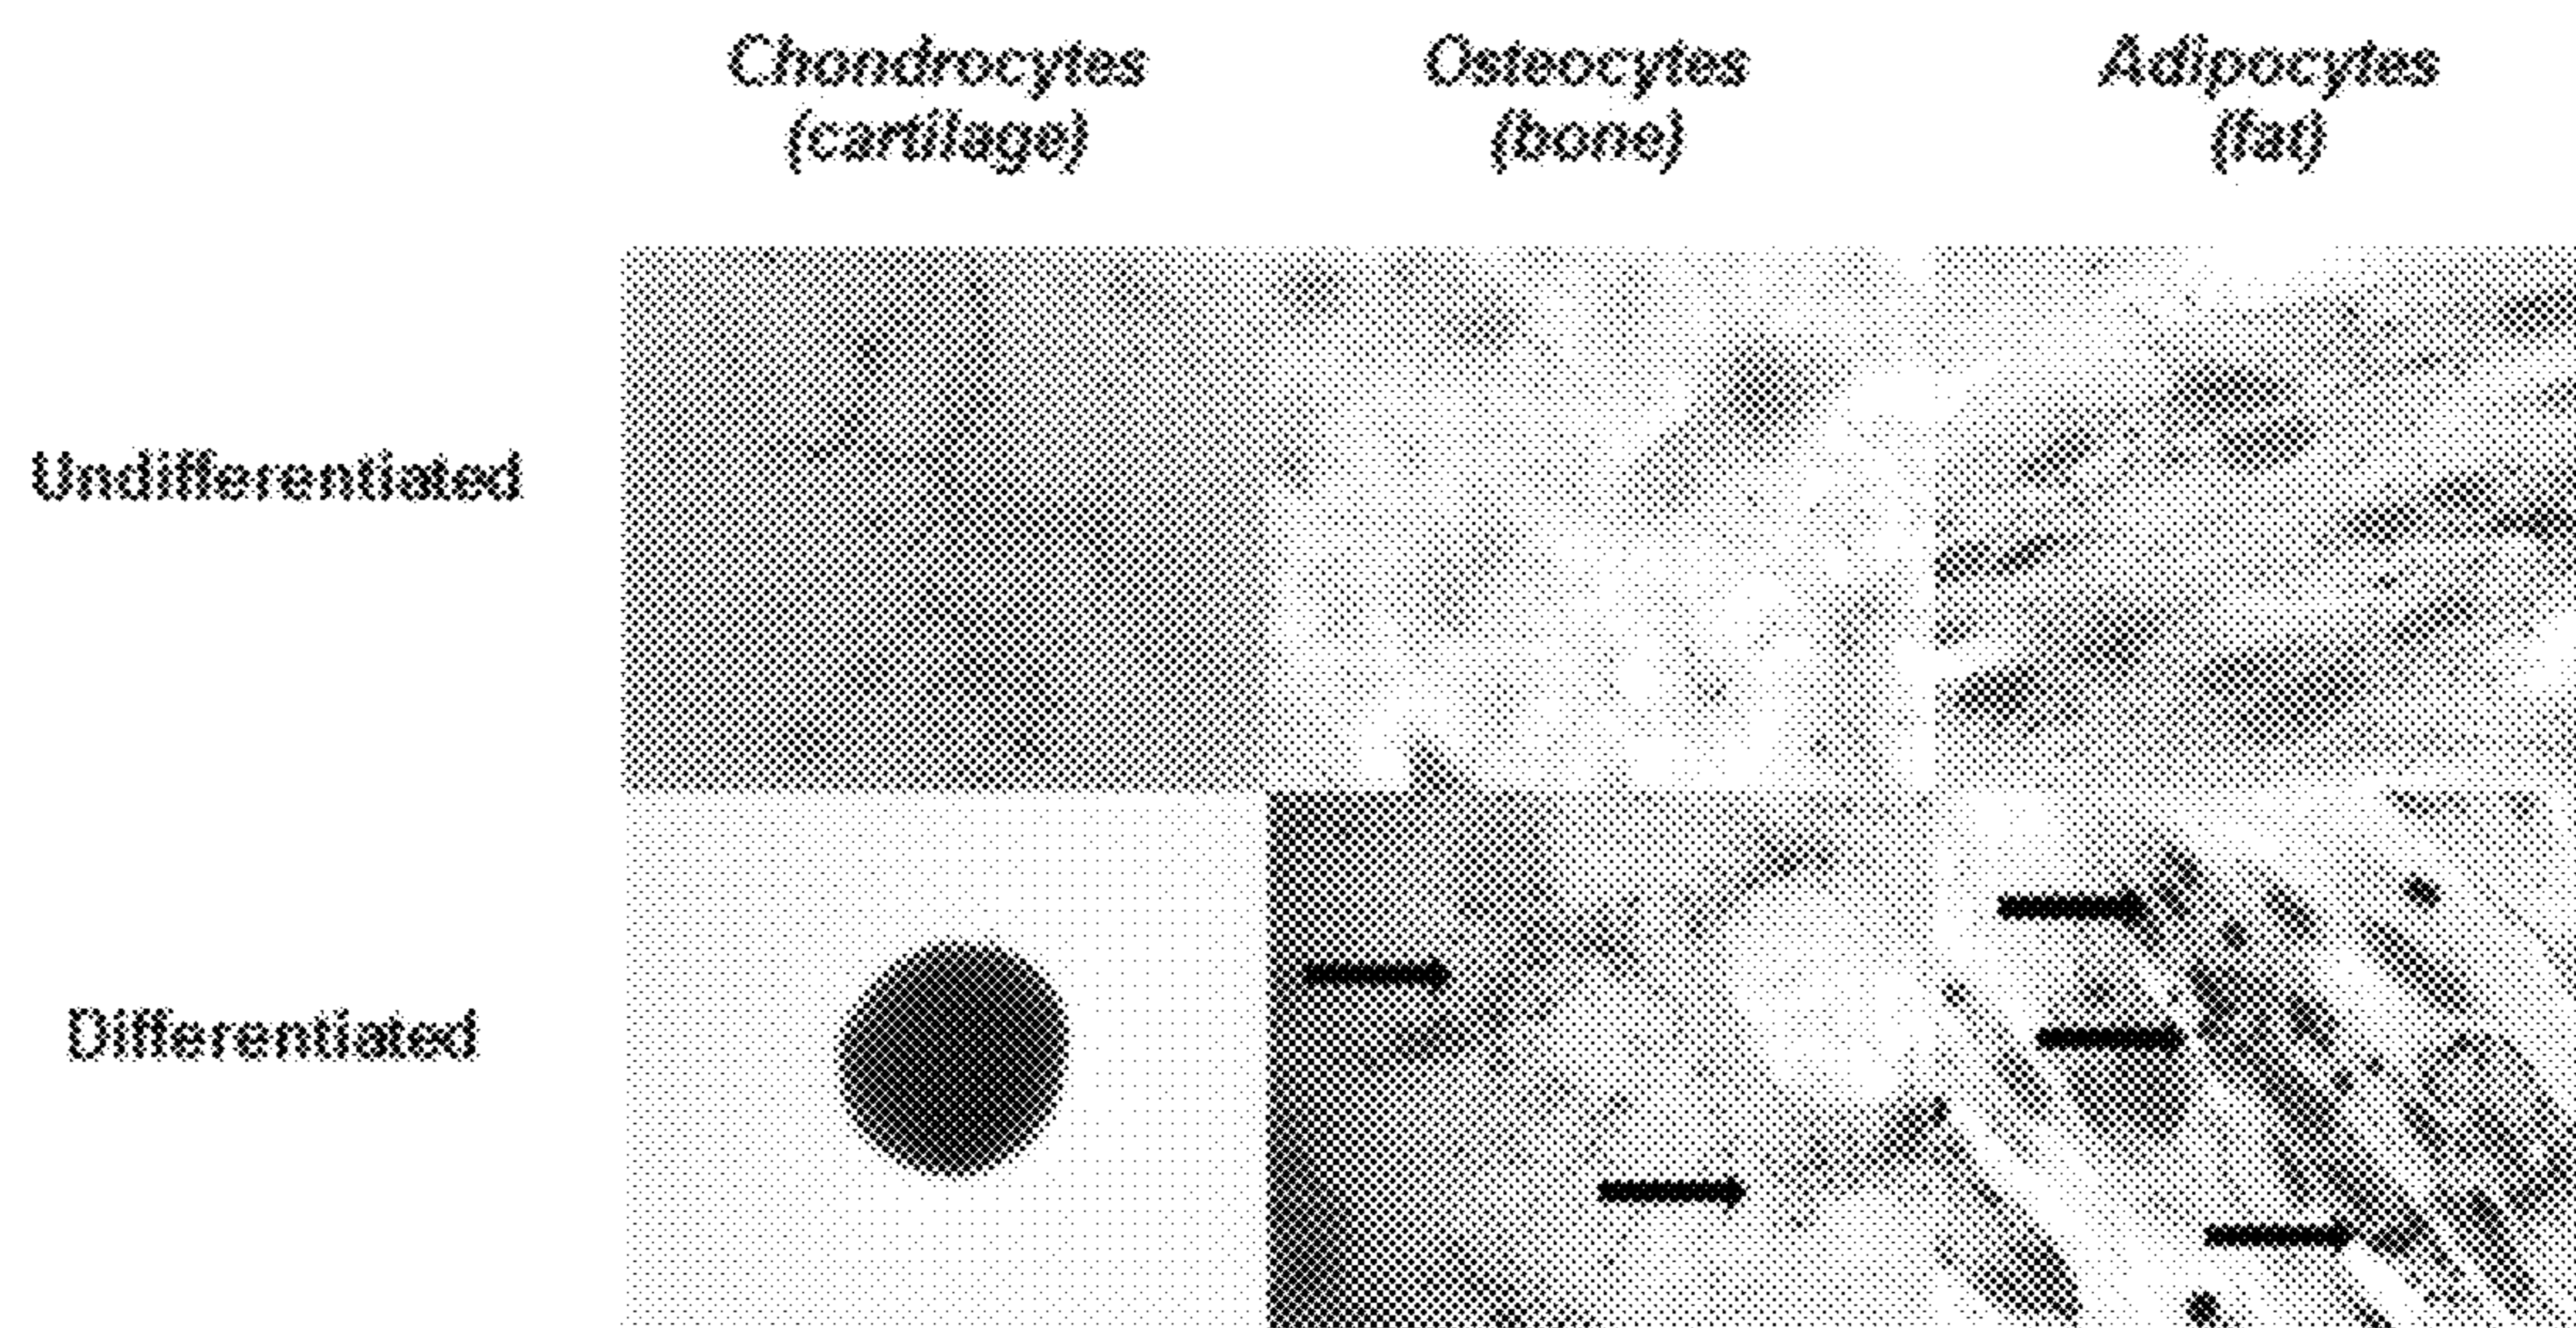 Chondrocytes
(cartilage)
Osteocytes
(bone)
Adipocytes
(fat)
Undifferentiated
Differentiated